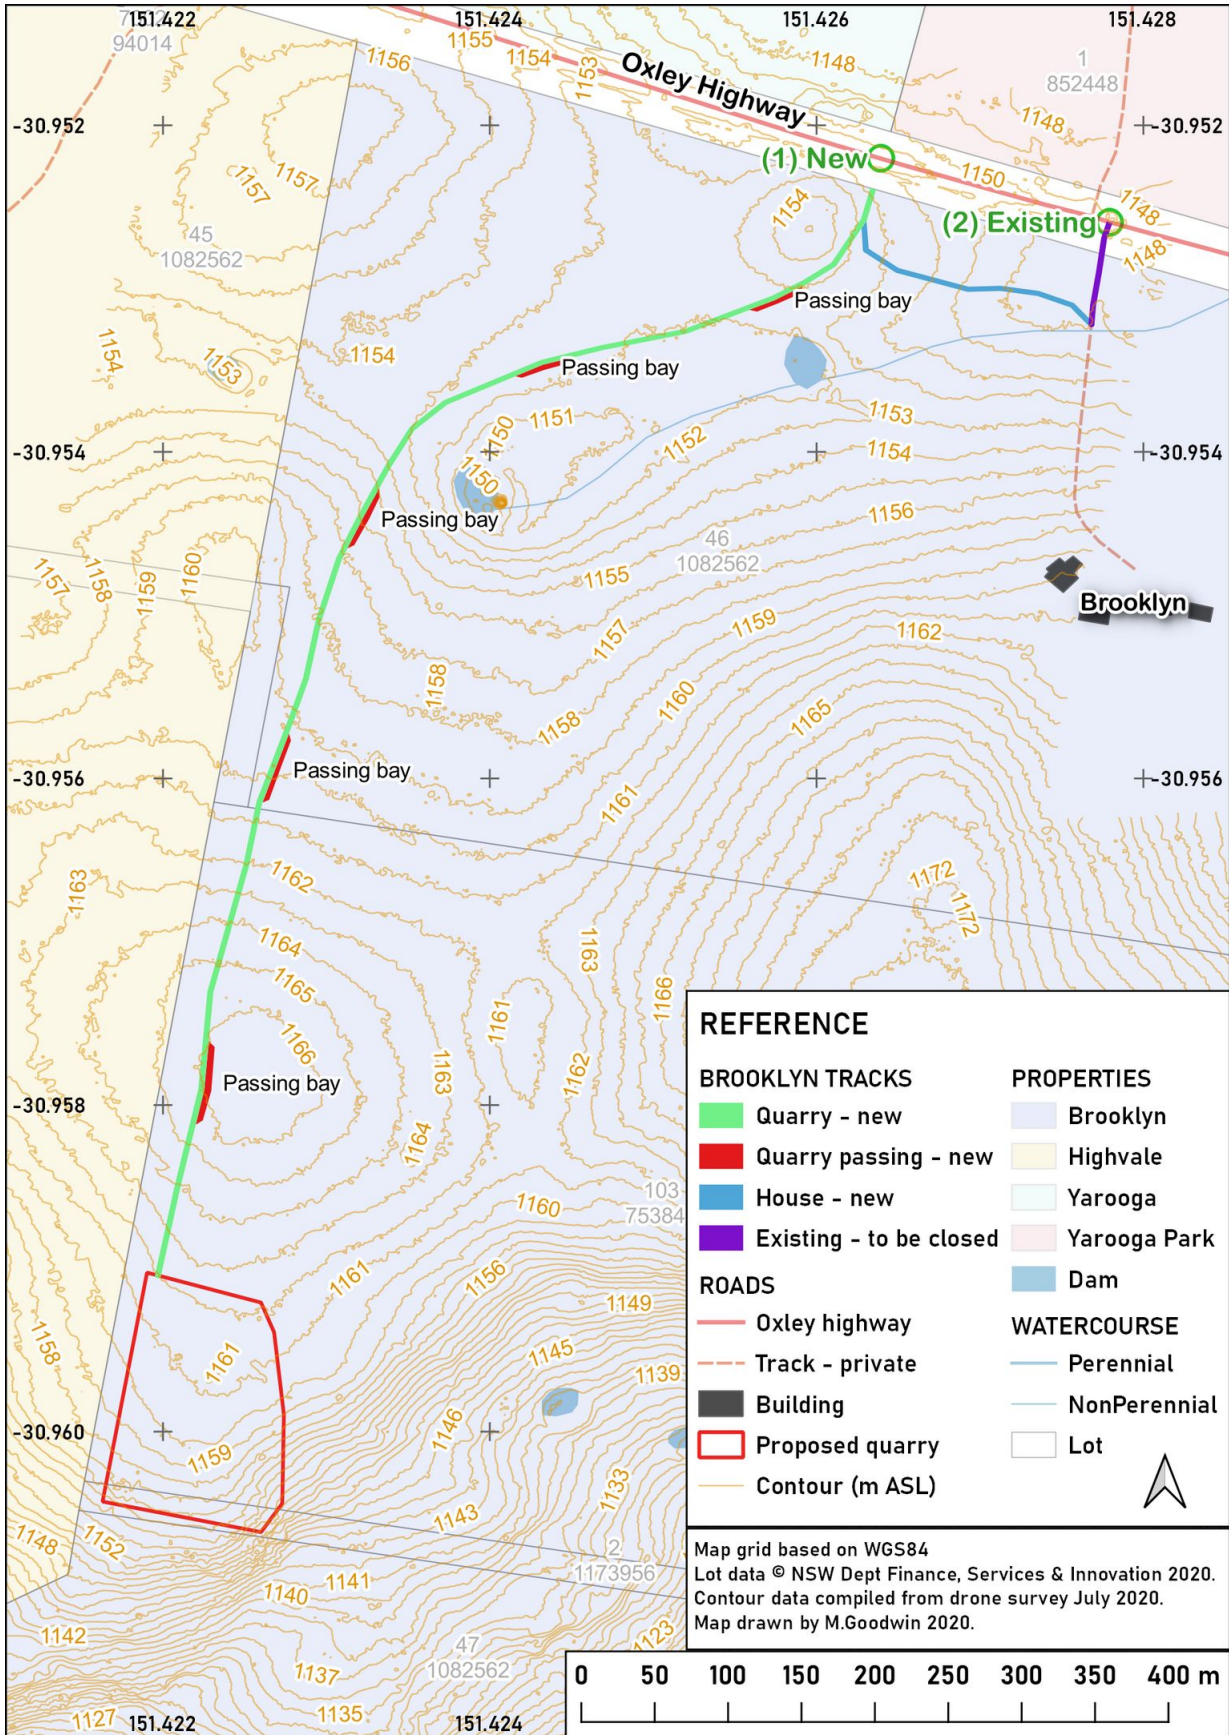 151.422
151.424
151.426
151.428
94014
1155
1156
1154
1153
1148
1
852448
Oxley Highway
-30.952
-30.952
1148
(1) New
1157
1157
1150
1154
1148
(2) Existing
1148
45
1082562
Passing bay
1154
1154
1153
Passing bay
1151
1150
1153
1152
1154
-30.954
-30.954
1150
Passing bay
1156
46
1082562
1155
1157
1158
1159
1160
Brooklyn
1159
1162
1157
1158
1160
1165
1158
Passing bay
-30.956
-30.956
1161
1162
1163
1172
1172
1164
1163
1165
1166
1161
1166
1162
1163
Passing bay
-30.958
1164
1160
103
75384
1161
1156
1149
1158
1161
1145
1139
-30.960
1146
1159
1133
1143
1148
1152
2
1173956
1140
1141
1142
1123
47
1082562
1137
1135
1127
151.422
151.424
REFERENCE
BROOKLYN TRACKS
Quarry - new
Quarry passing - new
House - new
Existing - to be closed
ROADS
Oxley highway
Track - private
Building
Proposed quarry
Contour (m ASL)
PROPERTIES
Brooklyn
Highvale
Yarooga
Yarooga Park
Dam
WATERCOURSE
Perennial
NonPerennial
Lot
Map grid based on WGS84
Lot data © NSW Dept Finance, Services & Innovation 2020.
Contour data compiled from drone survey July 2020.
Map drawn by M.Goodwin 2020.
0 50 100 150 200 250 300 350 400 m